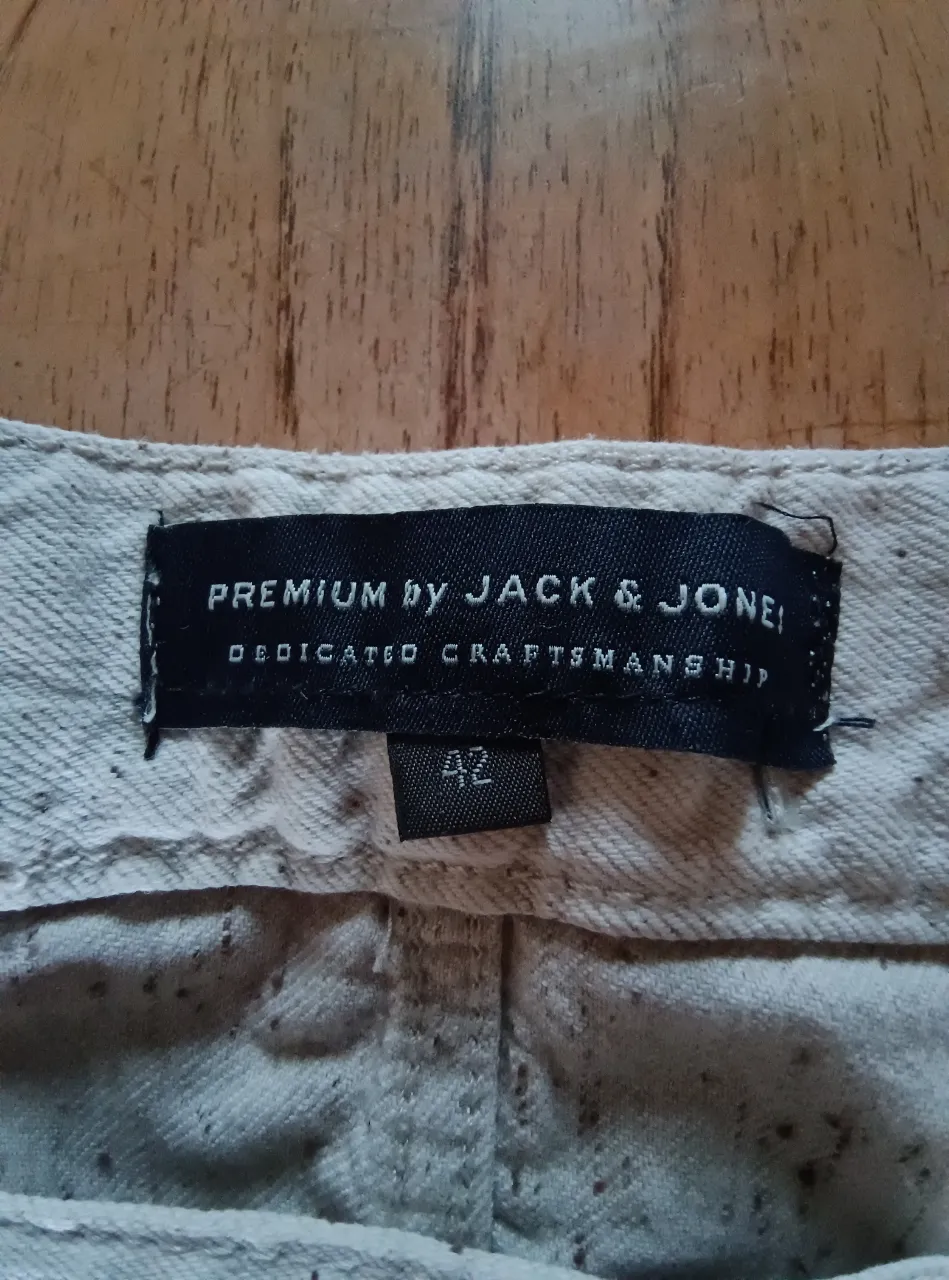 PREMIUM by JACK & JONES
DEDICATED CRAFTSMANSHIP
42